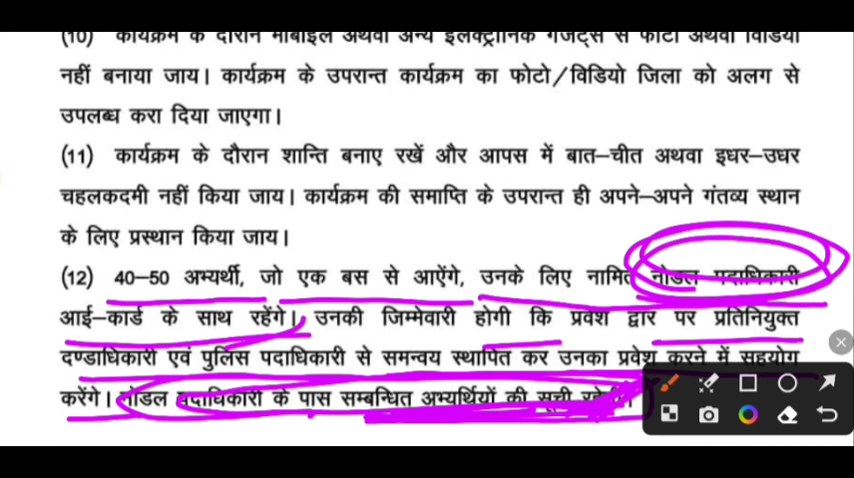 (10) कार्यक्रम के दौरान मोबाईल अथवा अन्य इलेक्ट्रॉनिक गजट्स से फोटो अथवा विडियो
नहीं बनाया जाय। कार्यक्रम के उपरान्त कार्यक्रम का फोटो/विडियो जिला को अलग से
उपलब्ध करा दिया जाएगा।
(11) कार्यक्रम के दौरान शान्ति बनाए रखें और आपस में बात–चीत अथवा इधर–उधर
चहलकदमी नहीं किया जाय। कार्यक्रम की समाप्ति के उपरान्त ही अपने–अपने गंतव्य स्थान
के लिए प्रस्थान किया जाय।
(12) 40–50 अभ्यर्थी, जो एक बस से आऐंगे, उनके लिए नामित नोडल पदाधिकारी
आई–कार्ड के साथ रहेंगे। उनकी जिम्मेवारी होगी कि प्रवेश द्वार पर प्रतिनियुक्त
दण्डाधिकारी एवं पुलिस पदाधिकारी से समन्वय स्थापित कर उनका प्रवेश करने में सहयोग
करेंगे। नोडल पदाधिकारी के पास सम्बन्धित अभ्यर्थियों की सूची